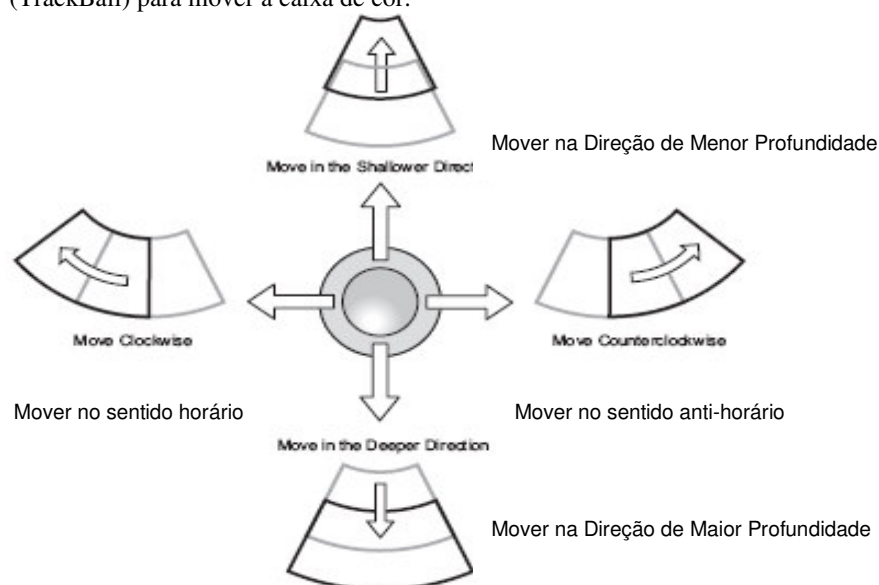 (TrackBall) para mover a caixa de cor.
Mover na Direção de Menor Profundidade
Move in the Shallower Direct
Move Clockwise
Move Counterclockwise
Mover no sentido horário
Mover no sentido anti-horário
Move in the Deeper Direction
Mover na Direção de Maior Profundidade